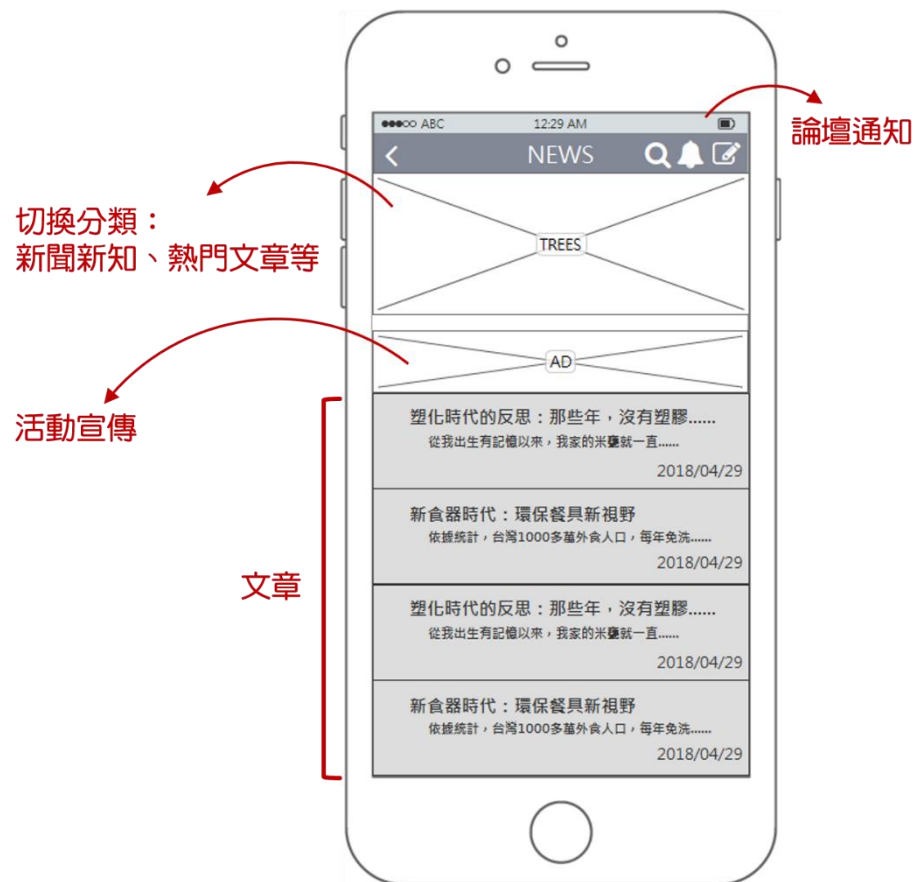 ABC 12:29 AM
論壇通知
NEWS
切換分類：
新聞新知、熱門文章等
TREES
AD
活動宣傳
塑化時代的反思：那些年，沒有塑膠......
從我出生有記憶以來，我家的米甕就一直......
2018/04/29
新食器時代：環保餐具新視野
依據統計，台灣1000多萬外食人口，每年免洗......
2018/04/29
文章
塑化時代的反思：那些年，沒有塑膠......
從我出生有記憶以來，我家的米甕就一直......
2018/04/29
新食器時代：環保餐具新視野
依據統計，台灣1000多萬外食人口，每年免洗......
2018/04/29